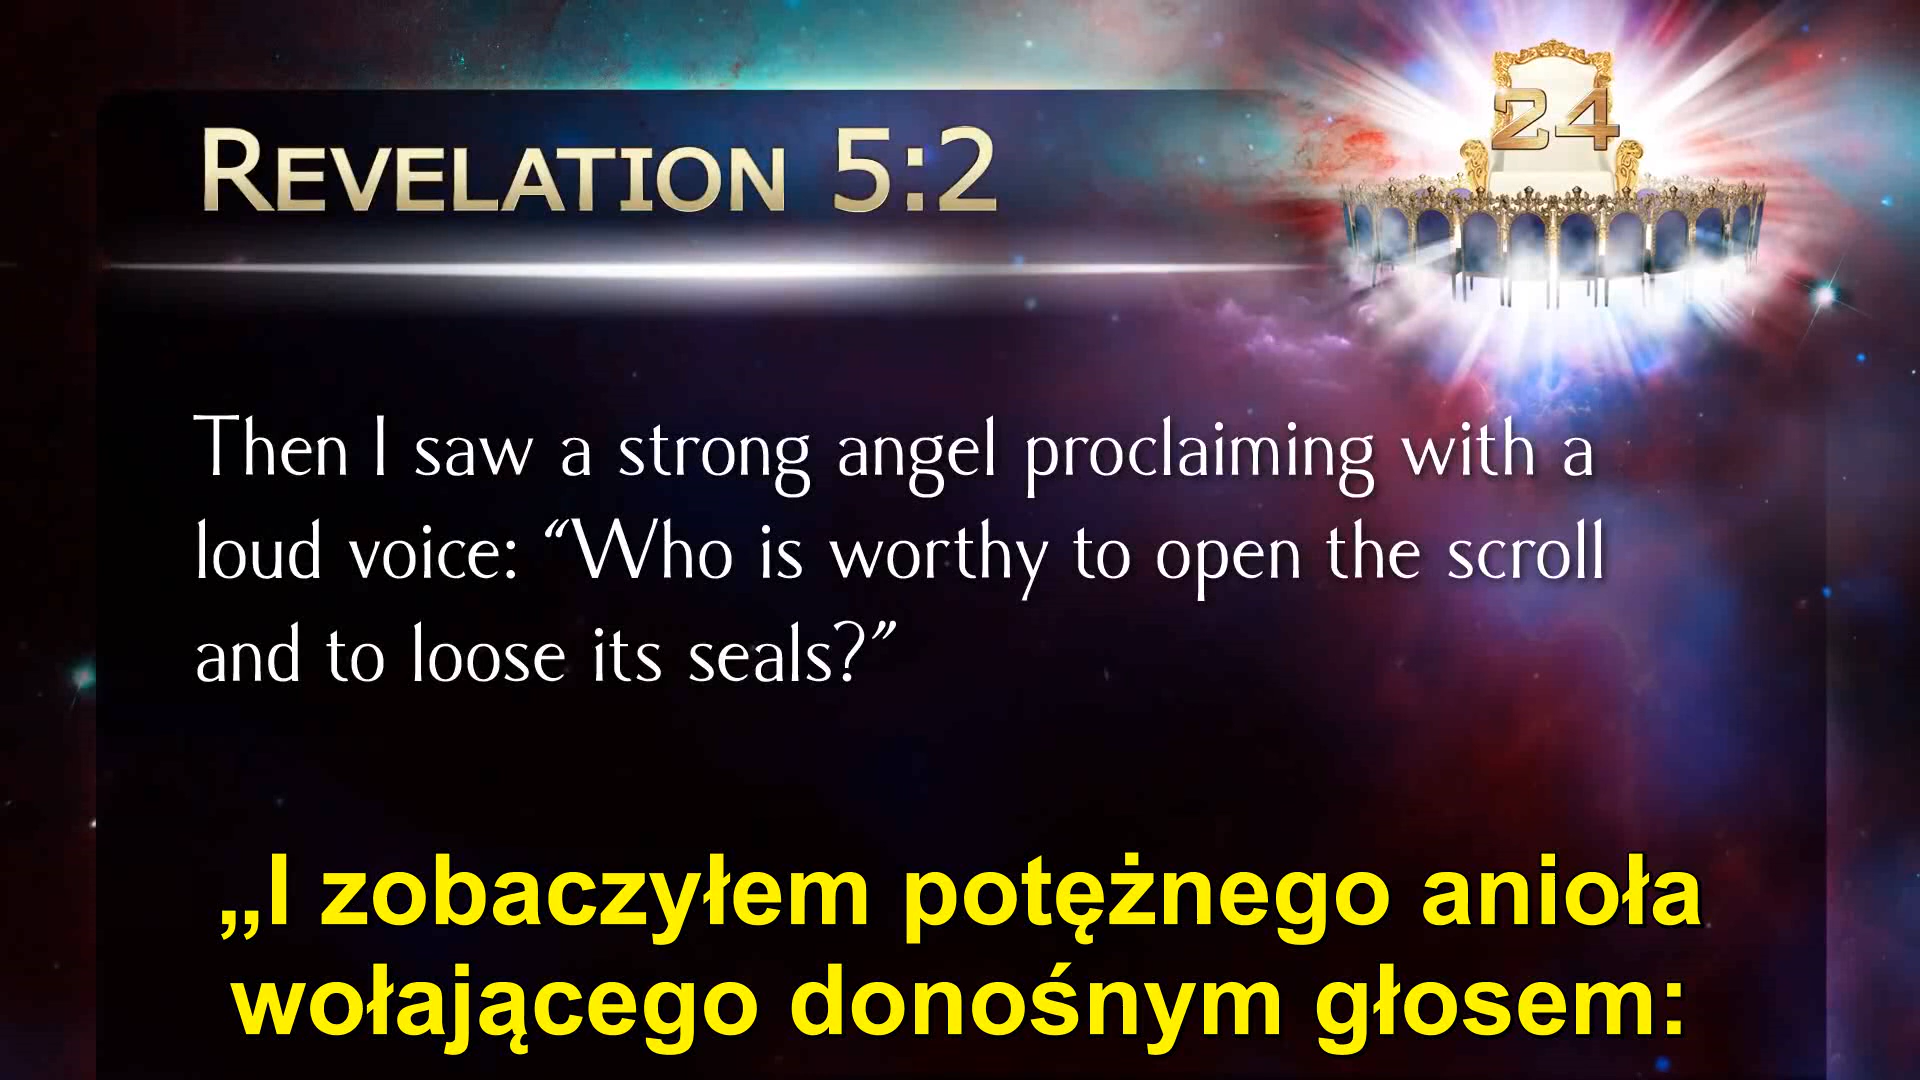 24
REVELATION 5:2
Then I saw a strong angel proclaiming with a
loud voice: “Who is worthy to open the scroll
and to loose its seals?”
„I zobaczyłem potężnego anioła
wołającego donośnym głosem: